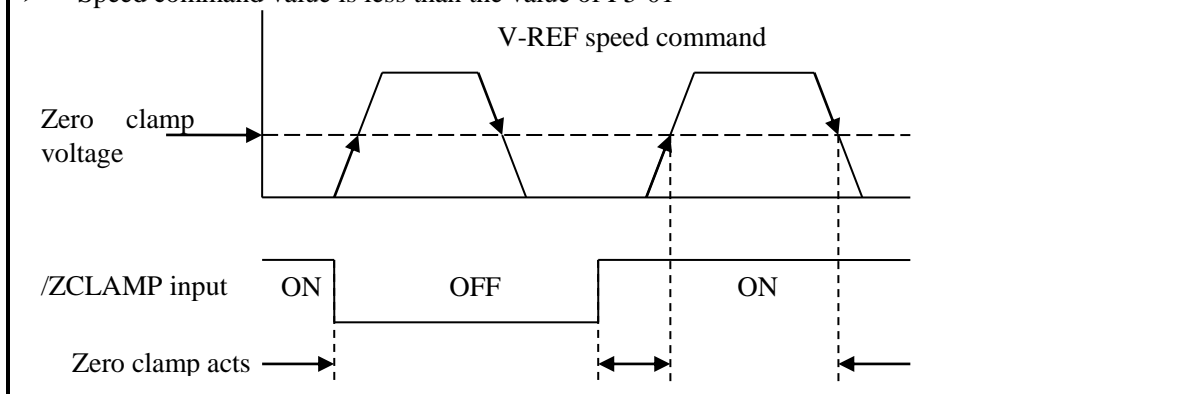 Speed command value is less than the value of P3-01
V-REF speed command
Zero clamp
voltage
/ZCLAMP input ON OFF ON
Zero clamp acts